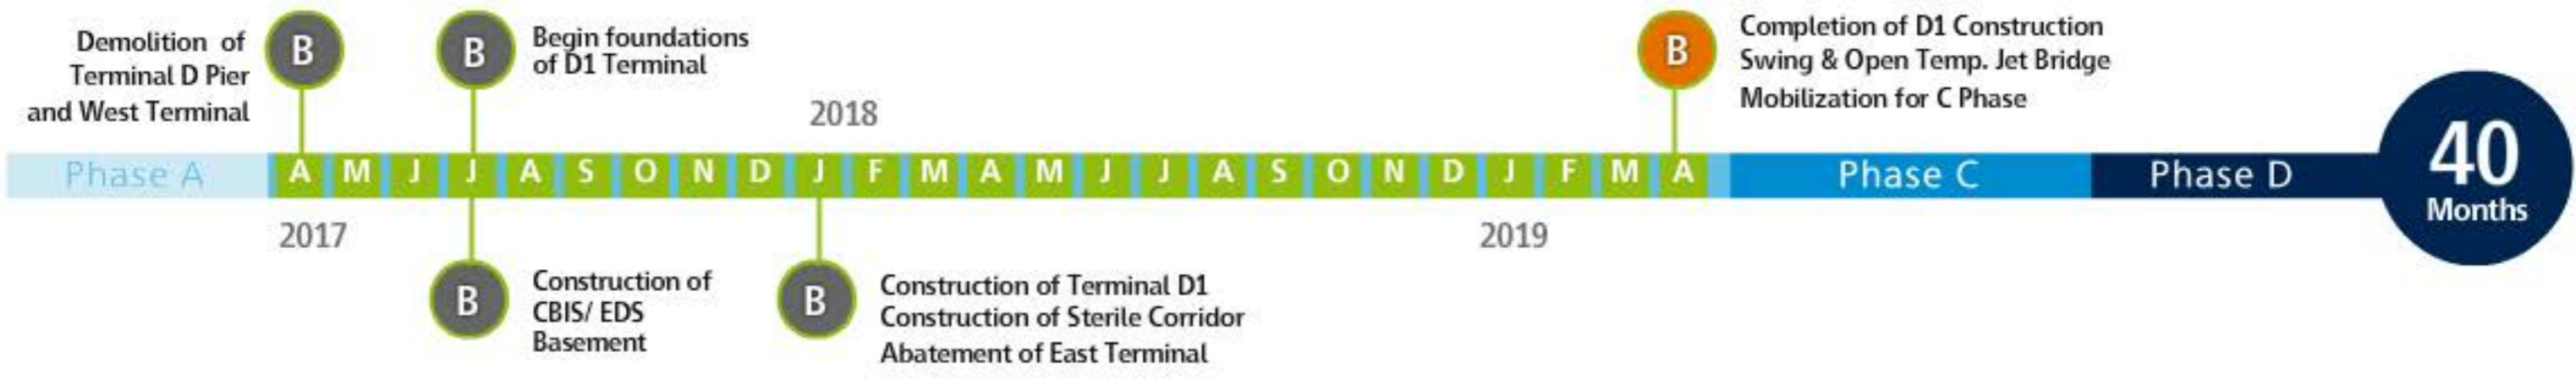 Demolition of
Terminal D Pier
and West Terminal
B
B
Begin foundations
of D1 Terminal
2018
B
Completion of D1 Construction
Swing & Open Temp. Jet Bridge
Mobilization for C Phase
Phase A
A M J J A S O N D J F M A M J J A S O N D J F M A
Phase C
Phase D
40
Months
2017
2019
B
Construction of
CBIS/ EDS
Basement
B
Construction of Terminal D1
Construction of Sterile Corridor
Abatement of East Terminal